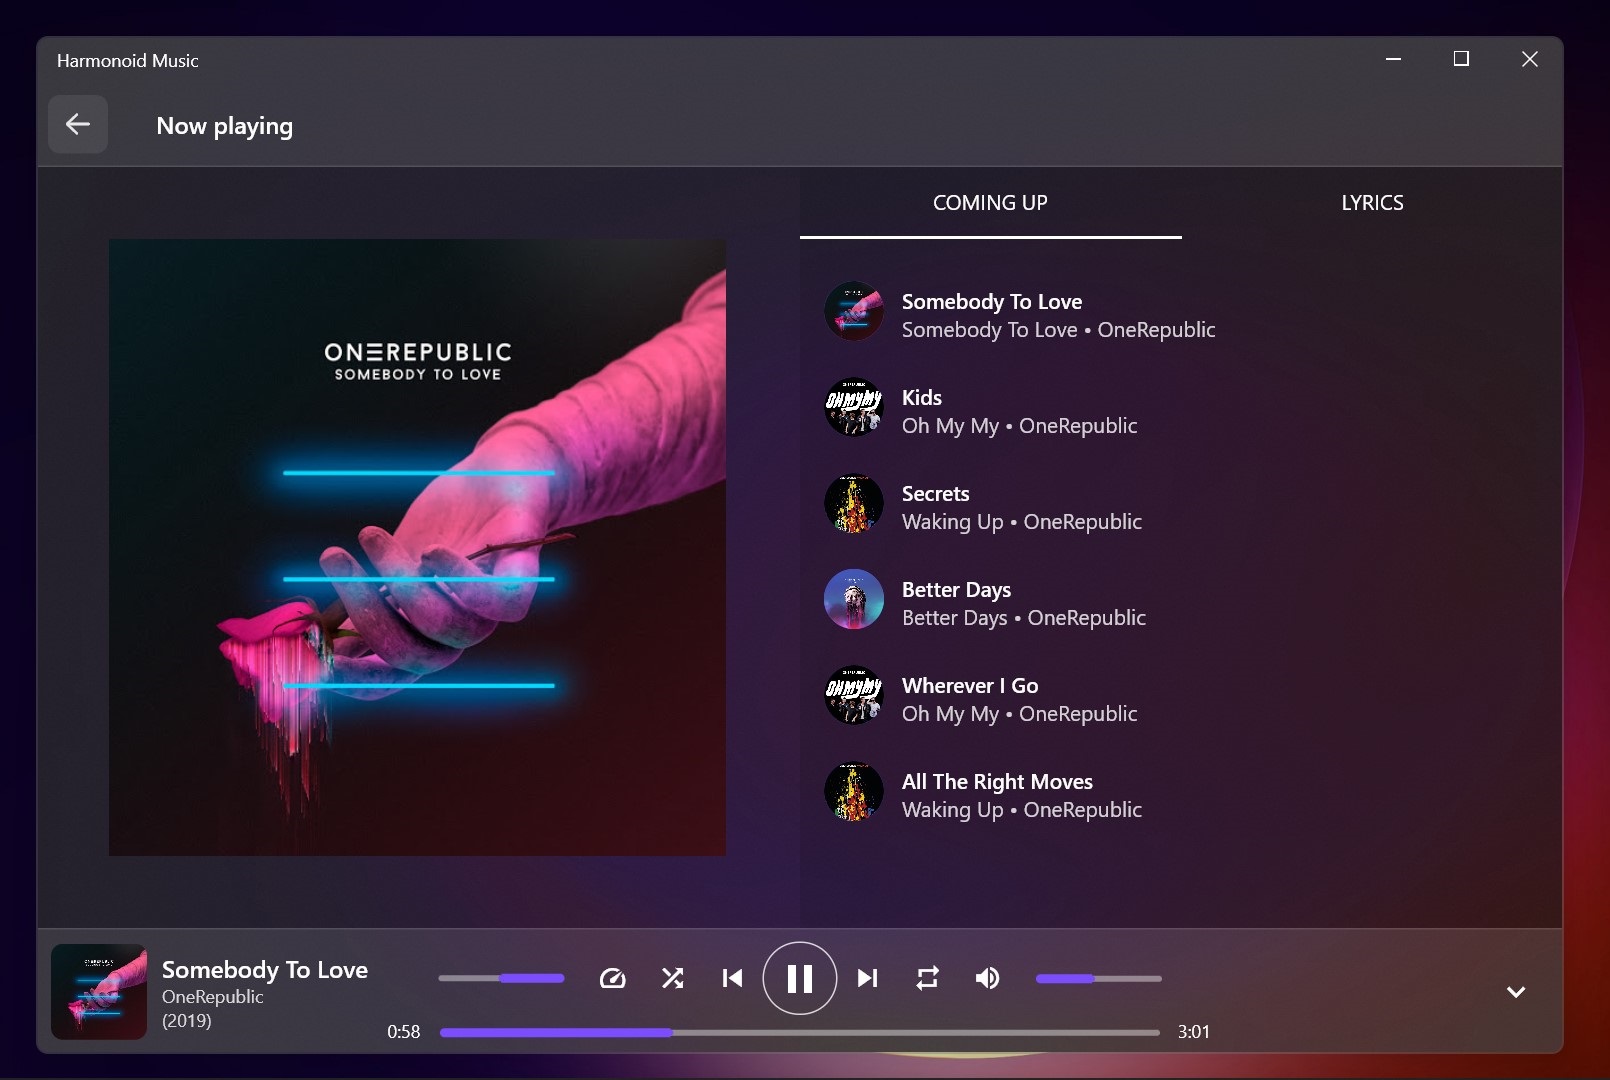 Harmonoid Music
Now playing
ONEREPUBLIC
SOMEBODY TO LOVE
COMING UP
LYRICS
Somebody To Love
Somebody To Love • OneRepublic
Kids
Oh My My • OneRepublic
Secrets
Waking Up • OneRepublic
Better Days
Better Days • OneRepublic
Wherever I Go
Oh My My • OneRepublic
All The Right Moves
Waking Up • OneRepublic
OHMYMY
OHMYMY
Somebody To Love
OneRepublic
(2019)
0:58
3:01